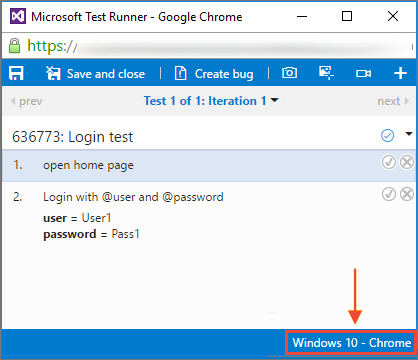 Microsoft Test Runner - Google Chrome
https://
Save and close | Create bug
prev Test 1 of 1: Iteration 1 next
636773: Login test
1. open home page
2. Login with @user and @password
user = User1
password = Pass1
Windows 10 - Chrome